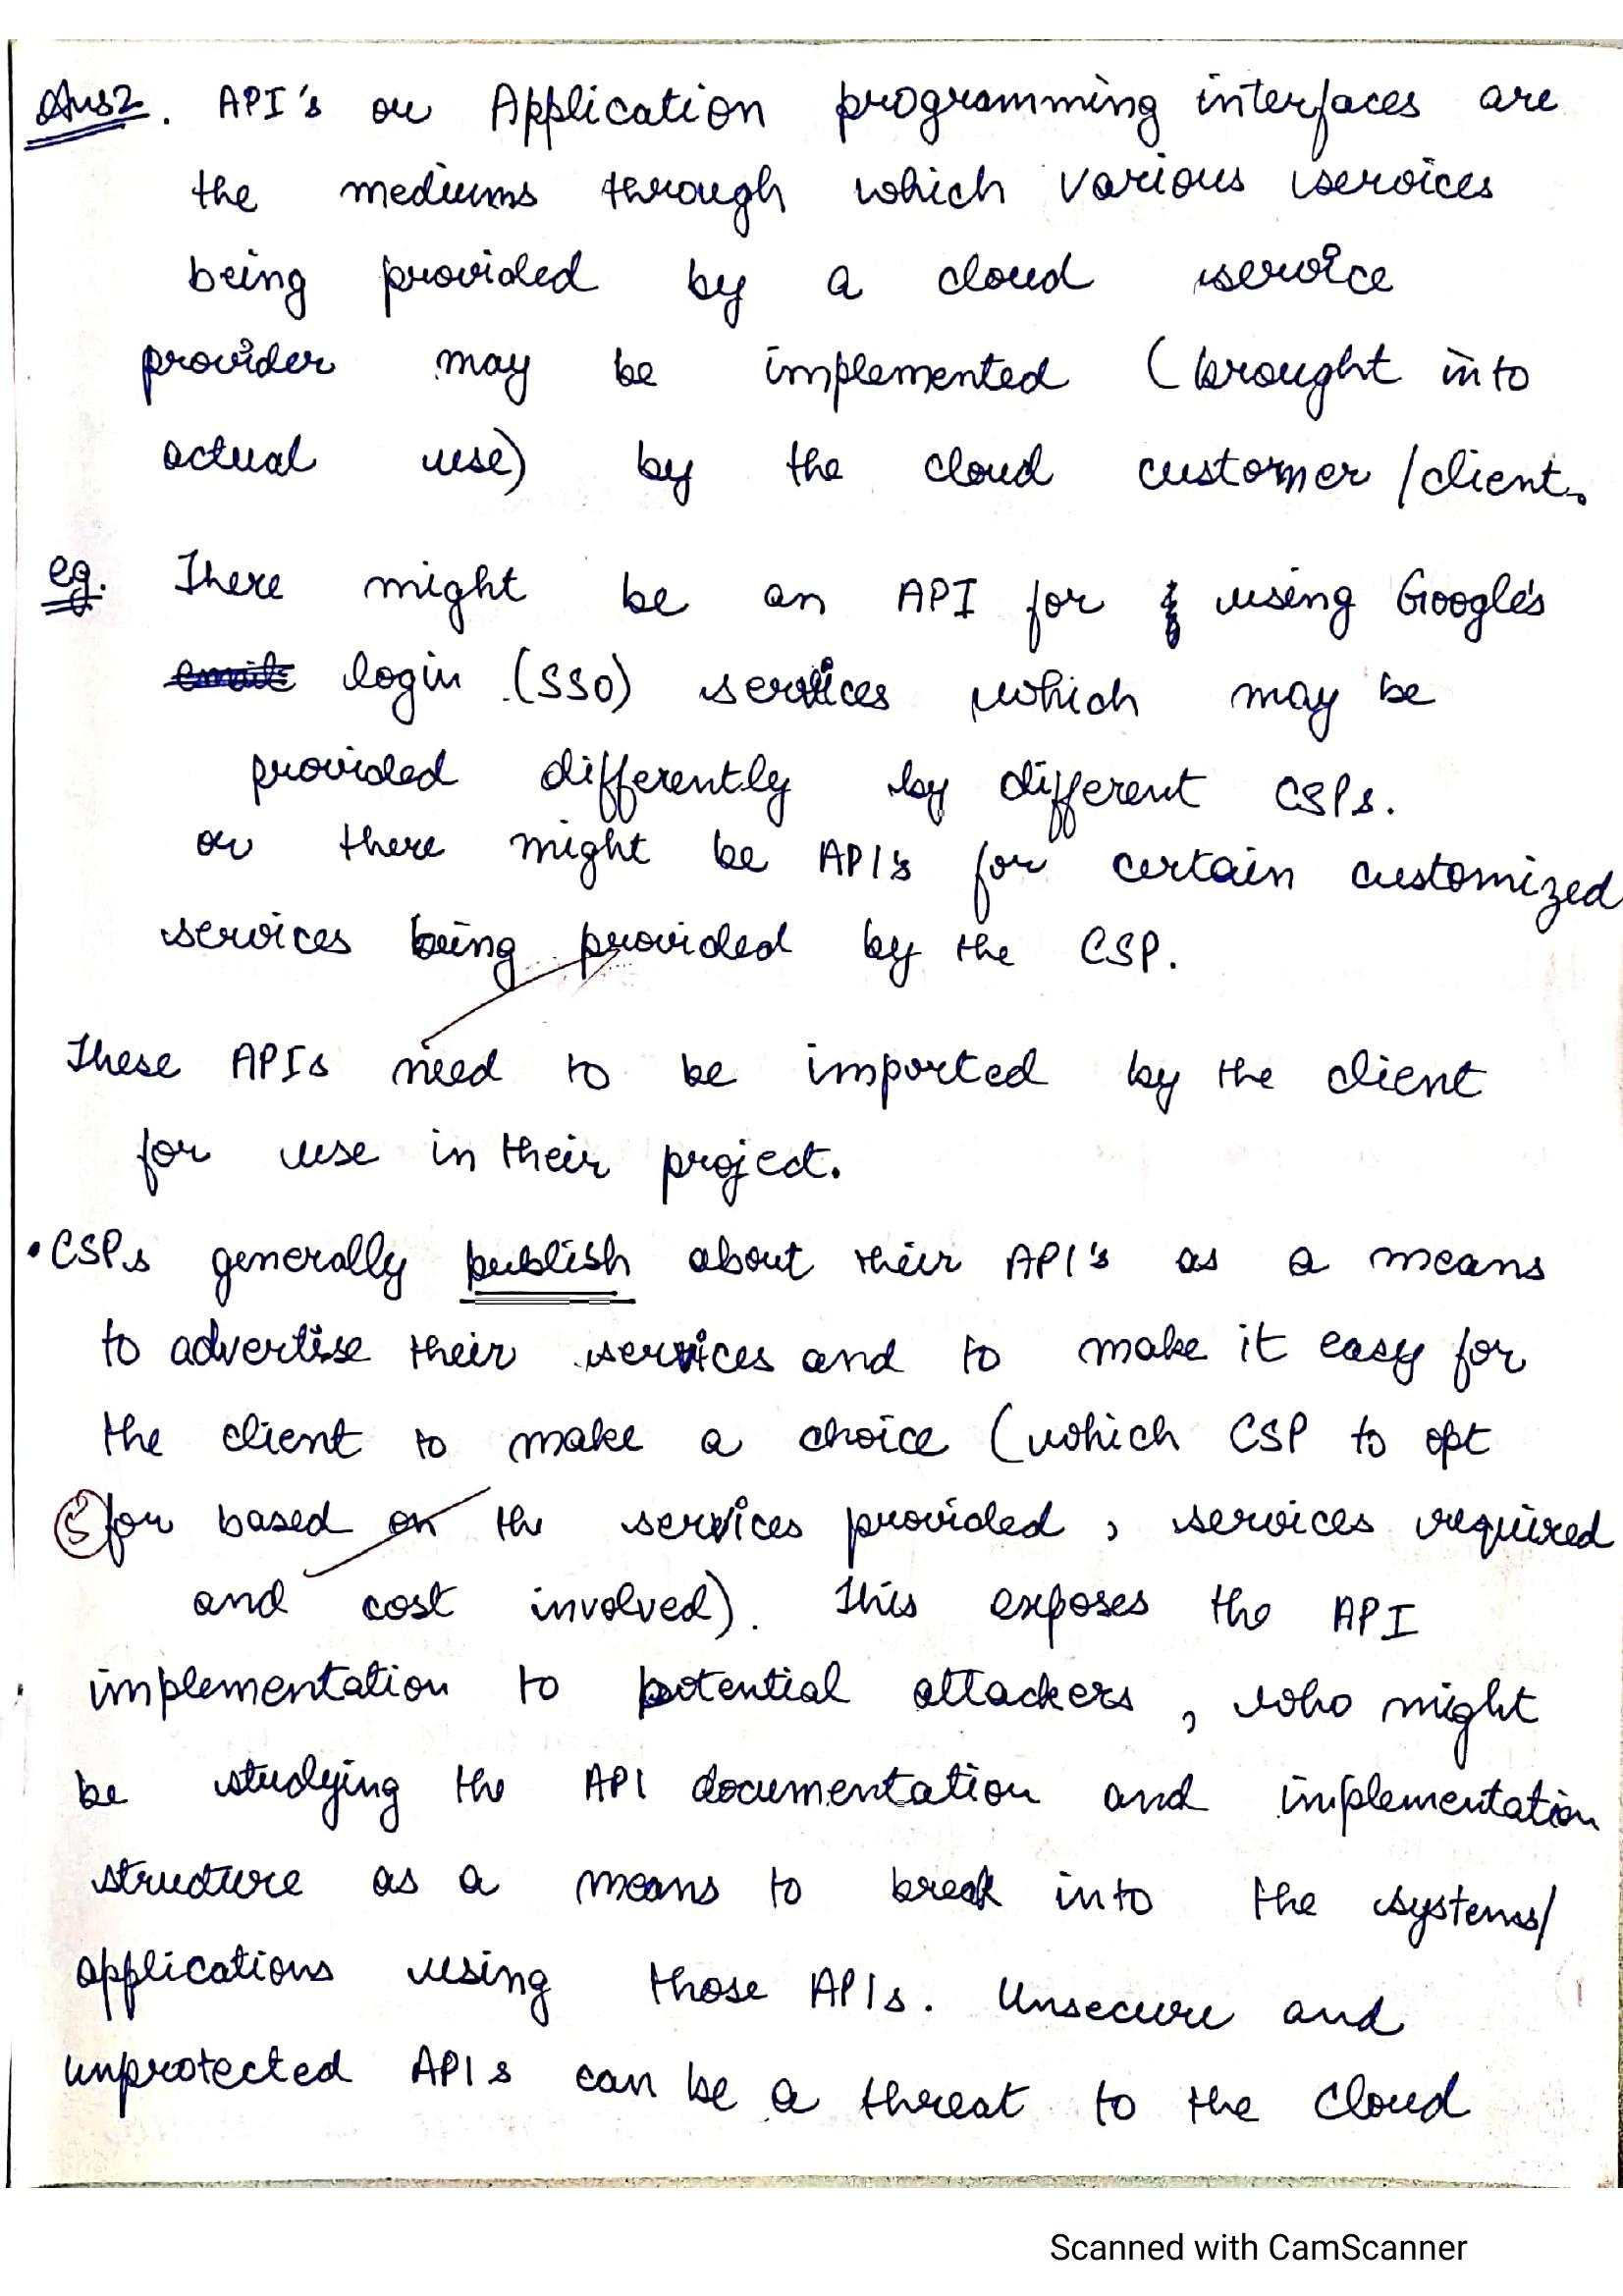 Ans2. API's or Application programming interfaces are
the mediums through which various services
being provided by a cloud service
provider may be implemented (brought into
actual use) by the cloud customer/client.
eg. There might be an API for using Google's
login (SSO) services which may be
provided differently by different CSPs.
or there might be API's for certain customized
services being provided by the CSP.
These APIs need to be imported by the client
for use in their project.
• CSPs generally publish about their API's as a means
to advertise their services and to make it easy for
the client to make a choice (which CSP to opt
for based on the services provided, services required
and cost involved). This exposes the API
implementation to potential attackers, who might
be studying the API documentation and implementation
structure as a means to break into the systems/
applications using those APIs. Unsecure and
unprotected APIs can be a threat to the cloud
Scanned with CamScanner